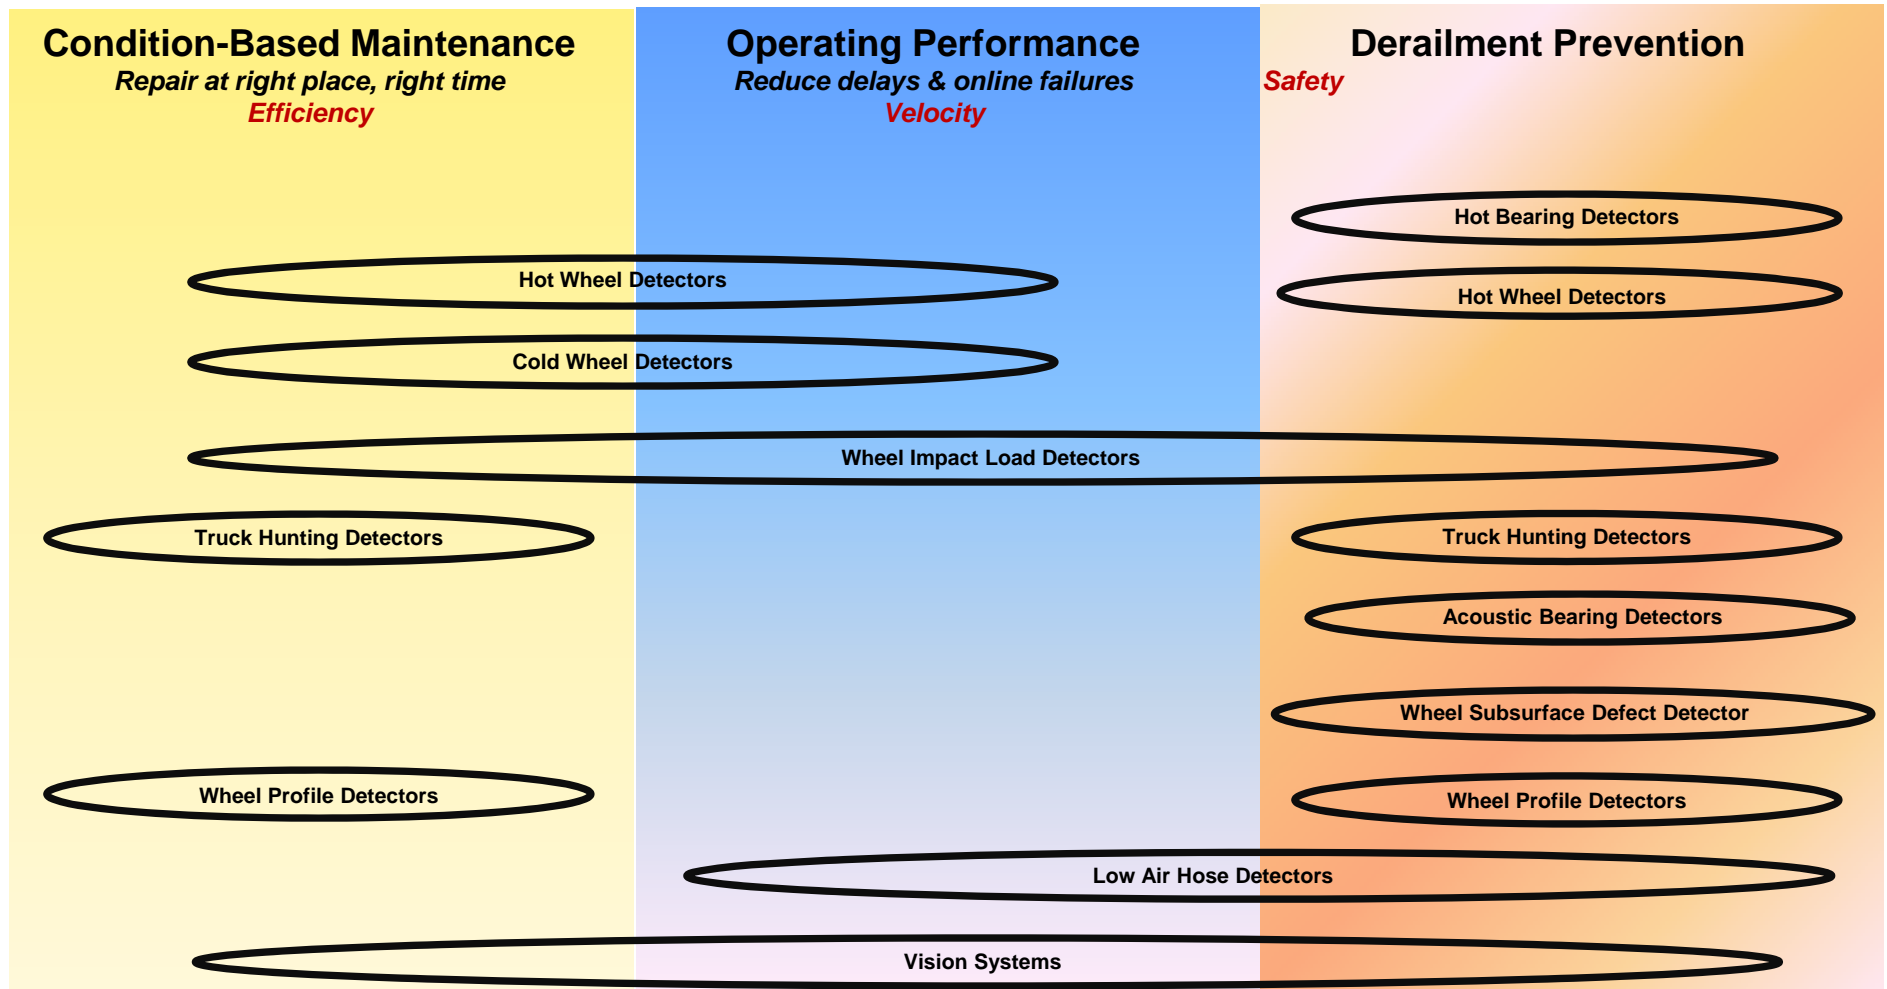 Condition-Based Maintenance
Repair at right place, right time
Efficiency
Operating Performance
Reduce delays & online failures
Velocity
Derailment Prevention
Safety
Hot Bearing Detectors
Hot Wheel Detectors
Hot Wheel Detectors
Cold Wheel Detectors
Wheel Impact Load Detectors
Truck Hunting Detectors
Truck Hunting Detectors
Acoustic Bearing Detectors
Wheel Subsurface Defect Detector
Wheel Profile Detectors
Wheel Profile Detectors
Low Air Hose Detectors
Vision Systems